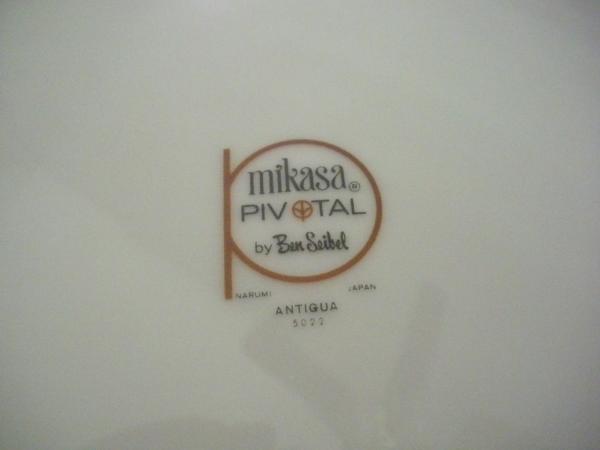 mikasa®
PIVOTAL
by Ben Seibel
NARUMI JAPAN
ANTIGUA
5022